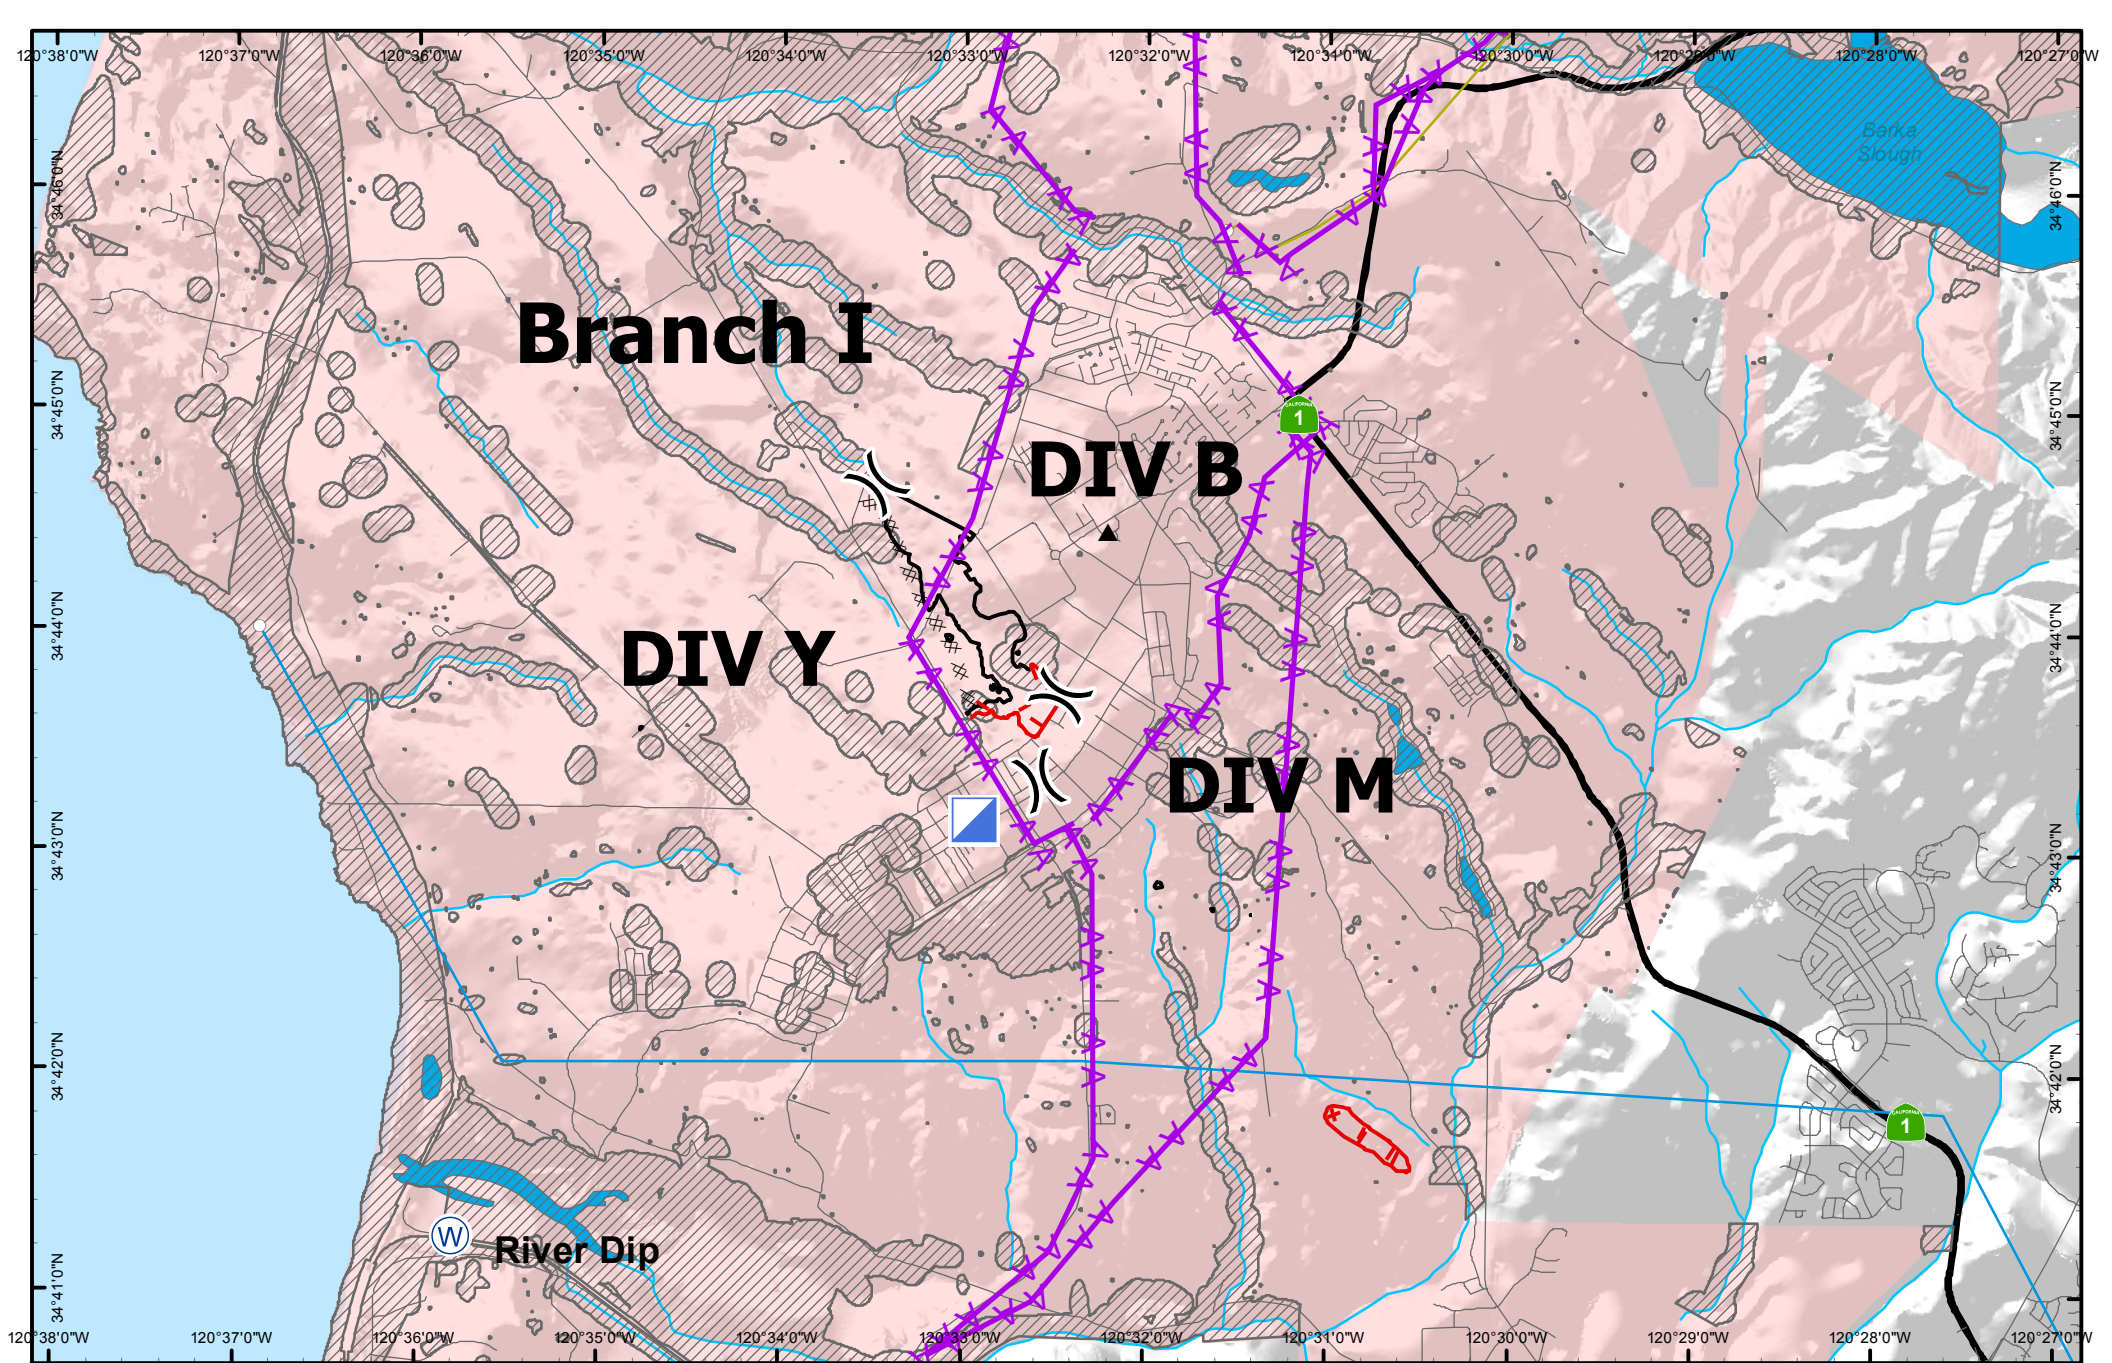 120°38'0"W 120°37'0"W 120°36'0"W 120°35'0"W 120°34'0"W 120°33'0"W 120°32'0"W 120°31'0"W 120°30'0"W 120°29'0"W 120°28'0"W 120°27'0"W
Barka
Slough
34°46'0"N 34°46'0"N
Branch I
34°45'0"N 34°45'0"N
CALIFORNIA
1
DIV B
34°44'0"N 34°44'0"N
DIV Y
DIV M
34°43'0"N 34°43'0"N
34°42'0"N 34°42'0"N
CALIFORNIA
1
W
River Dip
34°41'0"N
120°38'0"W 120°37'0"W 120°36'0"W 120°35'0"W 120°34'0"W 120°33'0"W 120°32'0"W 120°31'0"W 120°30'0"W 120°29'0"W 120°28'0"W 120°27'0"W